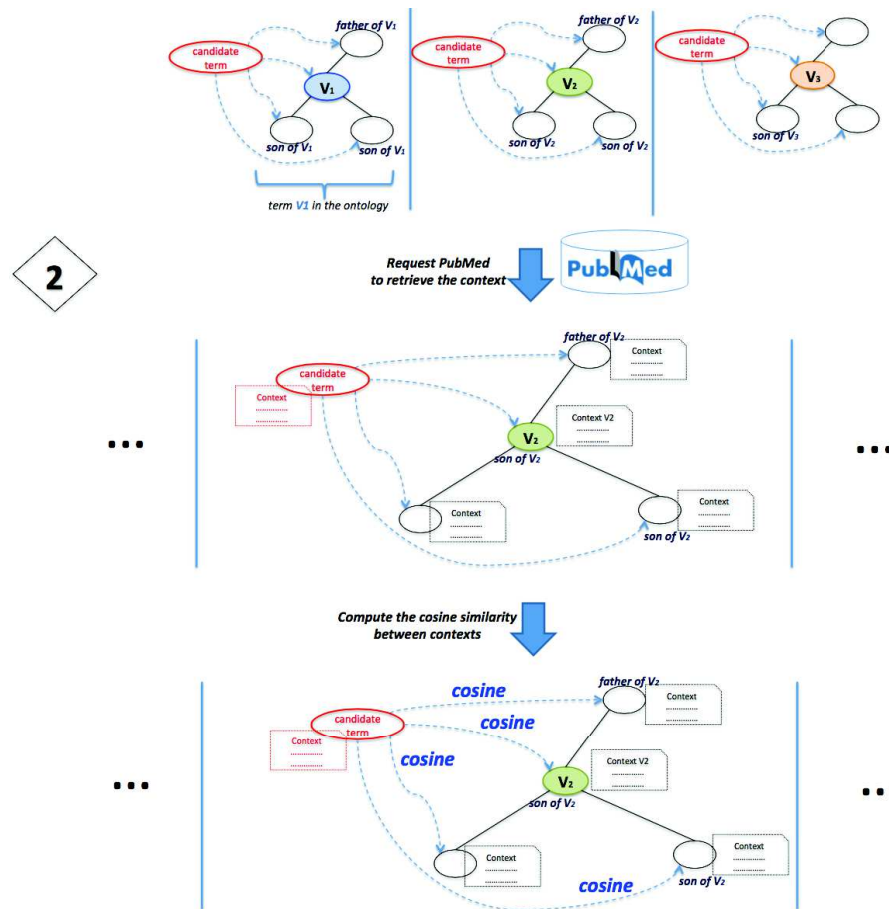 father of V₁
father of V₂
candidate
term
candidate
term
candidate
term
V₁
V₂
V₃
son of V₁
son of V₁
son of V₂
son of V₂
son of V₃
term V1 in the ontology
2
Request PubMed
to retrieve the context
PubMed
father of V₂
candidate
term
Context
...............
...............
Context
...............
...............
Context V2
...............
...............
V₂
son of V₂
...
...
Context
...............
...............
Context
...............
...............
son of V₂
Compute the cosine similarity
between contexts
father of V₂
cosine
candidate
term
Context
...............
...............
cosine
Context
...............
...............
cosine
Context V2
...............
...............
V₂
son of V₂
...
..
Context
...............
...............
Context
...............
...............
cosine
son of V₂